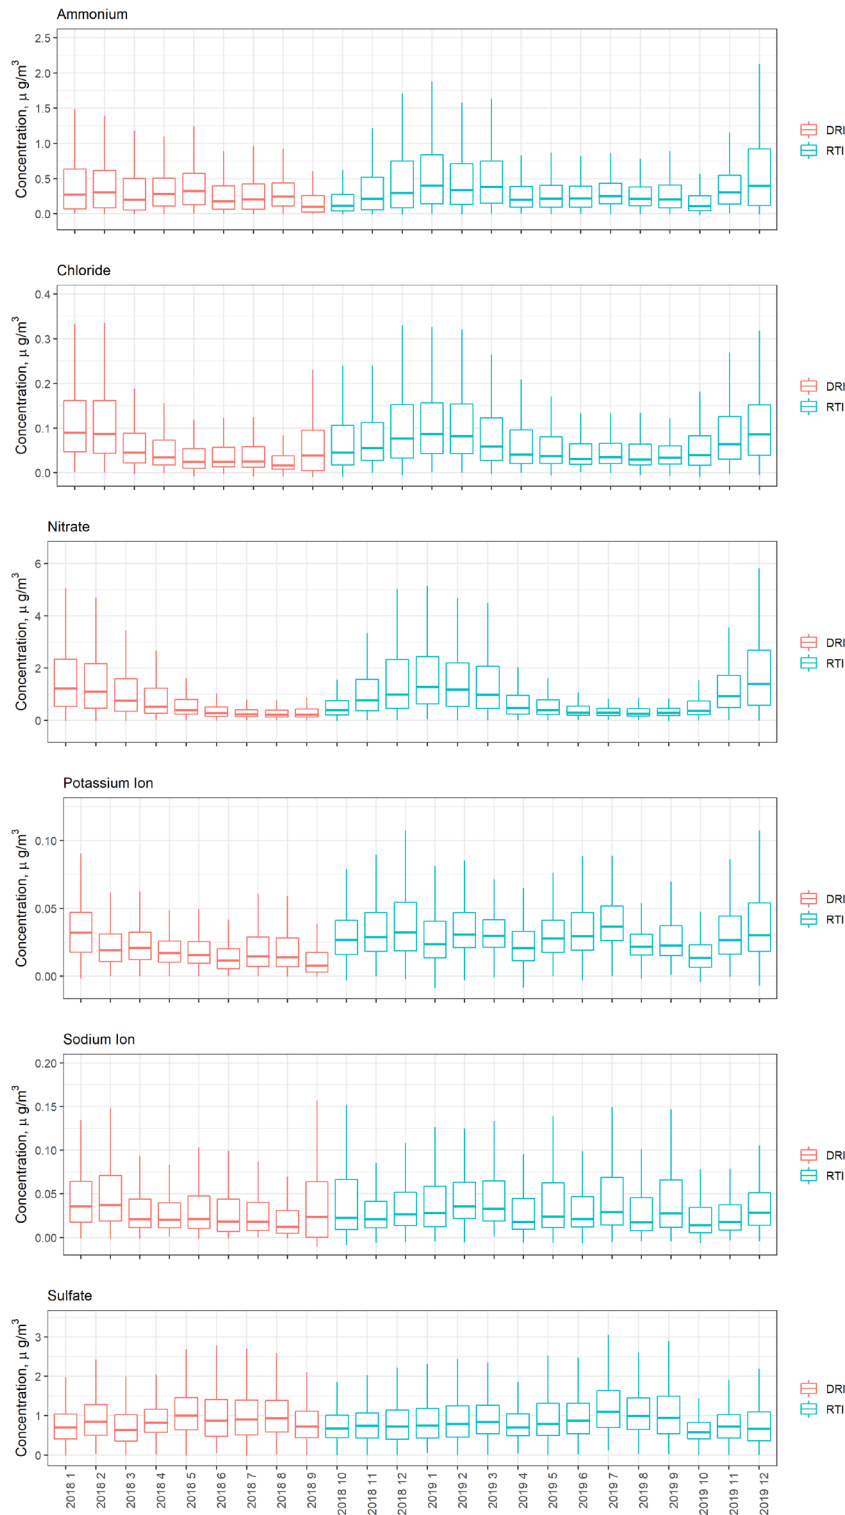 Ammonium
Concentration, μ g/m³
2.5
2.0
1.5
1.0
0.5
0.0
DRI
RTI
Chloride
Concentration, μ g/m³
0.4
0.3
0.2
0.1
0.0
DRI
RTI
Nitrate
Concentration, μ g/m³
6
4
2
0
DRI
RTI
Potassium Ion
Concentration, μ g/m³
0.10
0.05
0.00
DRI
RTI
Sodium Ion
Concentration, μ g/m³
0.20
0.15
0.10
0.05
0.00
DRI
RTI
Sulfate
Concentration, μ g/m³
3
2
1
0
DRI
RTI
2018 1
2018 2
2018 3
2018 4
2018 5
2018 6
2018 7
2018 8
2018 9
2018 10
2018 11
2018 12
2019 1
2019 2
2019 3
2019 4
2019 5
2019 6
2019 7
2019 8
2019 9
2019 10
2019 11
2019 12